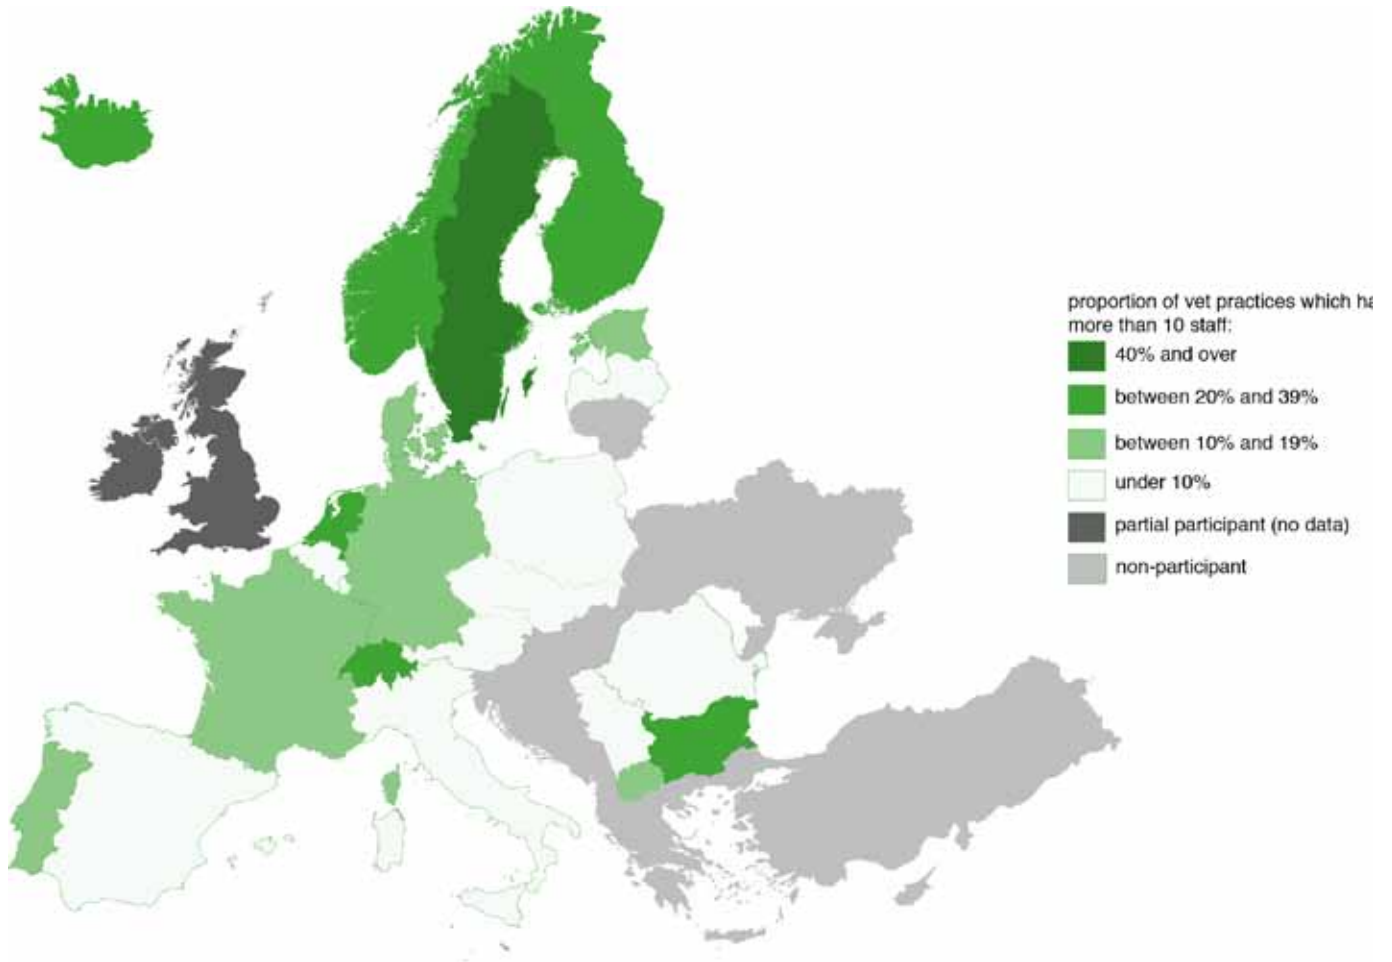 proportion of vet practices which ha
more than 10 staff:
40% and over
between 20% and 39%
between 10% and 19%
under 10%
partial participant (no data)
non-participant